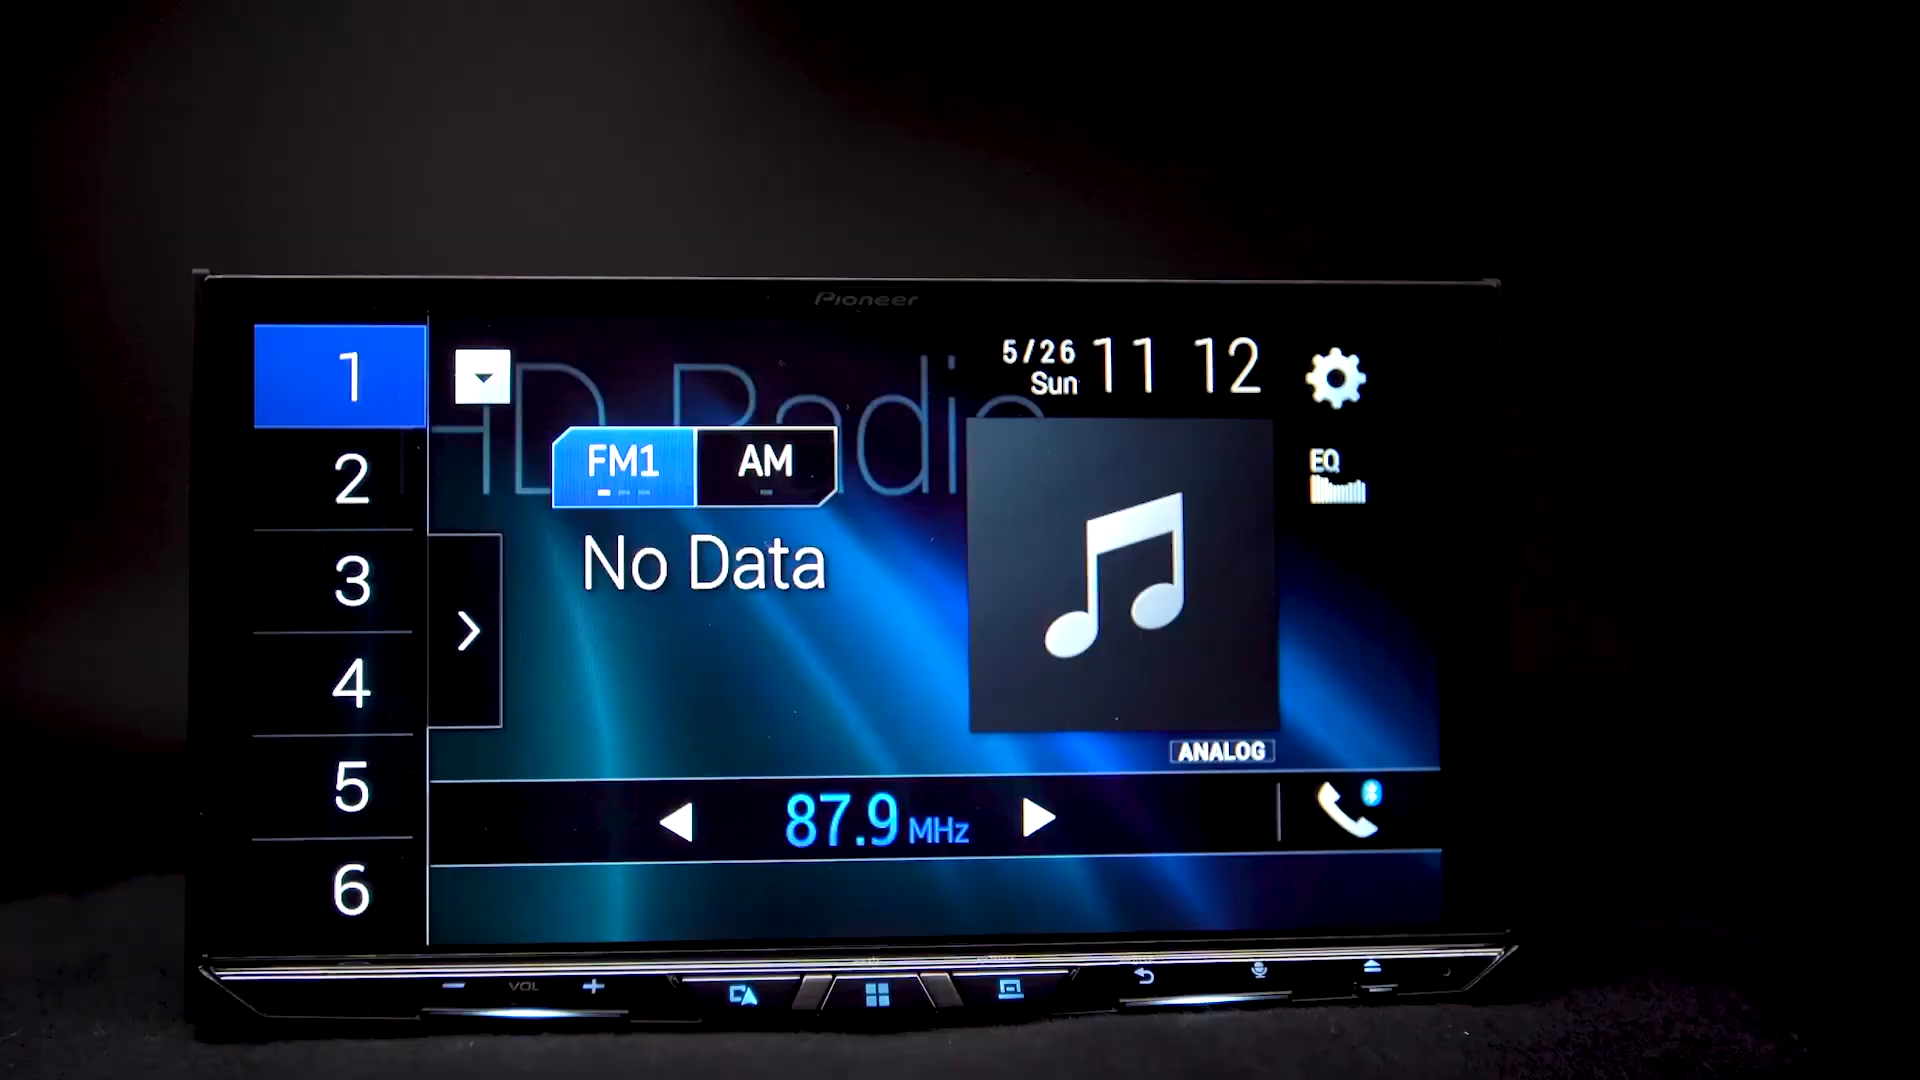 Pioneer
1
2
3
4
5
6
HD Radio
5/26
Sun
11 12
FM1
AM
EQ
No Data
ANALOG
87.9 MHz
VOL